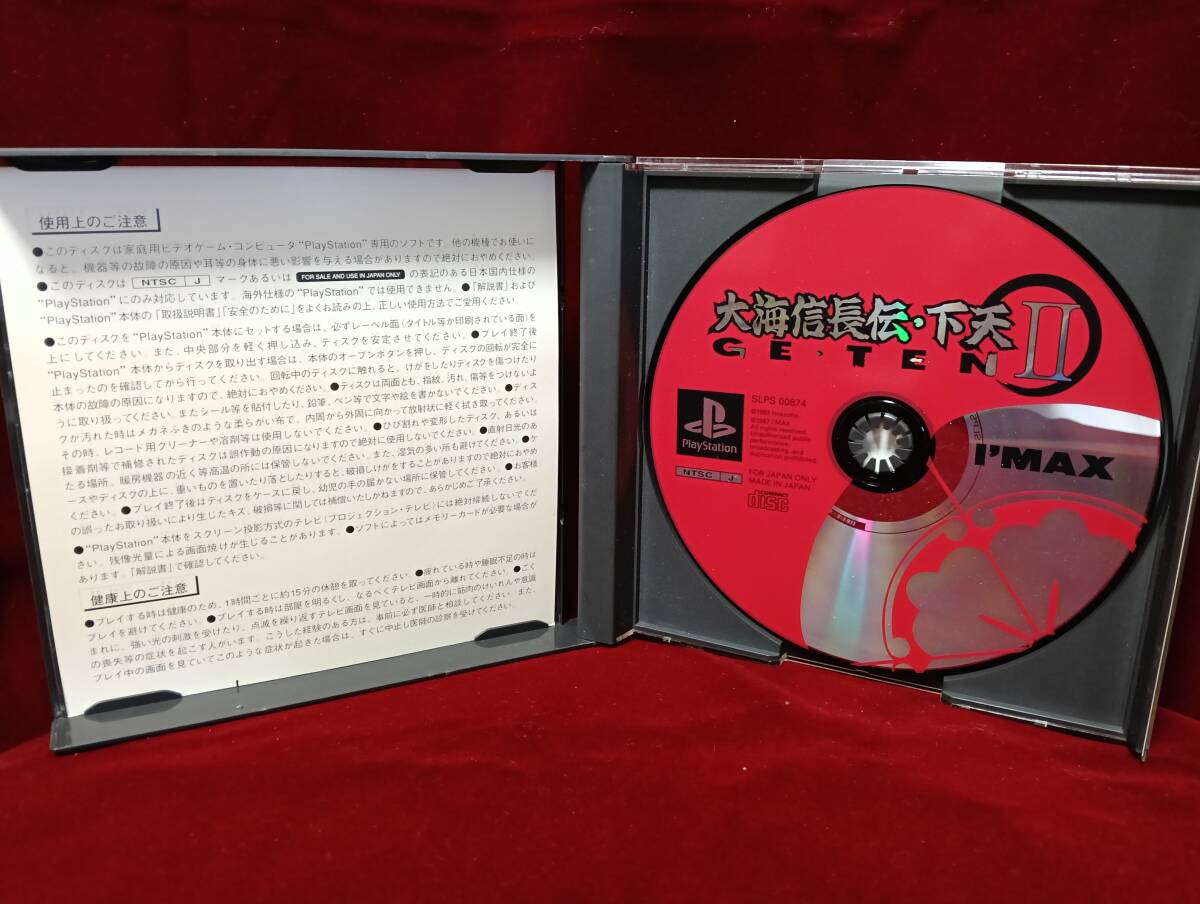 使用上のご注意
●このディスクは家庭用ビデオゲーム・コンピュータ“PlayStation”専用のソフトです。他の機種でお使いに
なると、機器等の故障の原因や耳等の身体に悪い影響を与える場合がありますので絶対におやめください。
●このディスクは NTSC J マークあるいは FOR SALE AND USE IN JAPAN ONLY の表記のある日本国内仕様の
“PlayStation”にのみ対応しています。海外仕様の“PlayStation”では使用できません。●「解説書」および
“PlayStation”本体の「取扱説明書」「安全のために」をよくお読みの上、正しい使用方法でご愛用ください。
●このディスクを“PlayStation”本体にセットする場合は、必ずレーベル面(タイトル等が印刷されている面)を
上にしてください。また、中央部分を軽く押し込み、ディスクを安定させてください。●プレイ終了後
“PlayStation”本体からディスクを取り出す場合は、本体のオープンボタンを押し、ディスクの回転が完全に
止まったのを確認してから行ってください。回転中のディスクに触れると、けがをしたりディスクを傷つけたり
本体の故障の原因になりますので、絶対におやめください。●ディスクは両面とも、指紋、汚れ、傷等をつけないよ
うに取り扱ってください。またシール等を貼付したり、鉛筆、ペン等で文字や絵を書かないでください。●ディス
クが汚れた時はメガネふきのような柔らかい布で、内周から外周に向かって放射状に軽く拭き取ってください。
その時、レコード用クリーナーや溶剤等は使用しないでください。●ひび割れや変形したディスク、あるいは
接着剤等で補修されたディスクは誤作動の原因になりますので絶対に使用しないでください。●直射日光のあ
たる場所、暖房機器の近く等高温の所には保管しないでください。また、湿気の多い所も避けてください。●ケ
ースやディスクの上に、重いものを置いたり落としたりすると、破損しけがをすることがありますので絶対におやめ
ください。●プレイ終了後はディスクをケースに戻し、幼児の手の届かない場所に保管してください。●お客様
の誤ったお取り扱いにより生じたキズ、破損等に関しては補償いたしかねますので、あらかじめご了承ください。
●“PlayStation”本体をスクリーン投影方式のテレビ(プロジェクション・テレビ)には絶対接続しないでくだ
さい。残像光量による画面焼けが生じることがあります。●ソフトによってはメモリーカードが必要な場合が
あります。「解説書」で確認してください。
健康上のご注意
●プレイする時は健康のため、1時間ごとに約15分の休憩を取ってください。●疲れている時や睡眠不足の時は
プレイを避けてください。●プレイする時は部屋を明るくし、なるべくテレビ画面から離れてください。●ごく
まれに、強い光の刺激を受けたり、点滅を繰り返すテレビ画面を見ていると、一時的に筋肉のけいれんや意識
の喪失等の症状を起こす人がいます。こうした経験のある方は、事前に必ず医師と相談してください。また、
プレイ中の画面を見ていてこのような症状が起きた場合は、すぐに中止し医師の診察を受けてください。
大海信長伝・下天II
GE・TEN
PlayStation
NTSC J
SLPS 00874
©1997 I'MAX
All rights reserved.
Unauthorized public
performance,
broadcasting, and
duplication prohibited.
FOR JAPAN ONLY
MADE IN JAPAN
COMPACT
disc
I'MAX